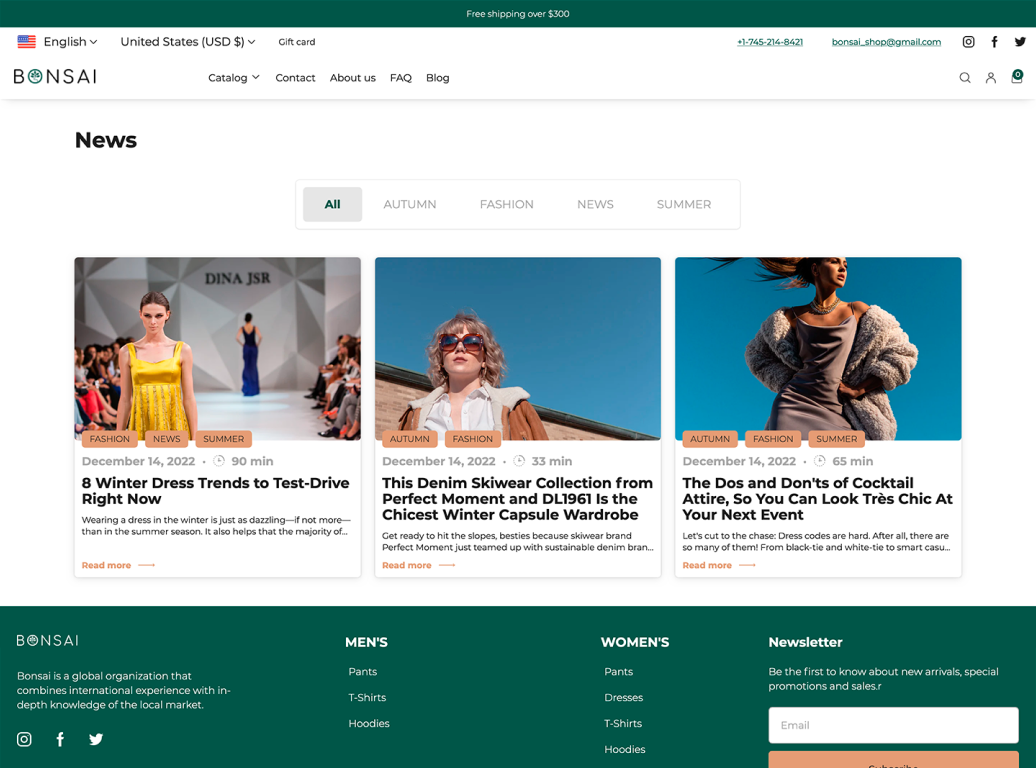 Free shipping over $300
English
United States (USD $)
Gift card
+1-745-214-8421
bonsai_shop@gmail.com
BONSAI
Catalog
Contact
About us
FAQ
Blog
0
News
All
AUTUMN
FASHION
NEWS
SUMMER
DINA JSR
FASHION
NEWS
SUMMER
December 14, 2022 • 90 min
8 Winter Dress Trends to Test-Drive
Right Now
Wearing a dress in the winter is just as dazzling—if not more—
than in the summer season. It also helps that the majority of...
Read more
AUTUMN
FASHION
December 14, 2022 • 33 min
This Denim Skiwear Collection from
Perfect Moment and DL1961 Is the
Chicest Winter Capsule Wardrobe
Get ready to hit the slopes, besties because skiwear brand
Perfect Moment just teamed up with sustainable denim bran...
Read more
AUTUMN
FASHION
SUMMER
December 14, 2022 • 65 min
The Dos and Don'ts of Cocktail
Attire, So You Can Look Très Chic At
Your Next Event
Let's cut to the chase: Dress codes are hard. After all, there are
so many of them! From black-tie and white-tie to smart casu...
Read more
BONSAI
Bonsai is a global organization that
combines international experience with in-
depth knowledge of the local market.
MEN'S
Pants
T-Shirts
Hoodies
WOMEN'S
Pants
Dresses
T-Shirts
Hoodies
Newsletter
Be the first to know about new arrivals, special
promotions and sales.r
Email
Subscribe